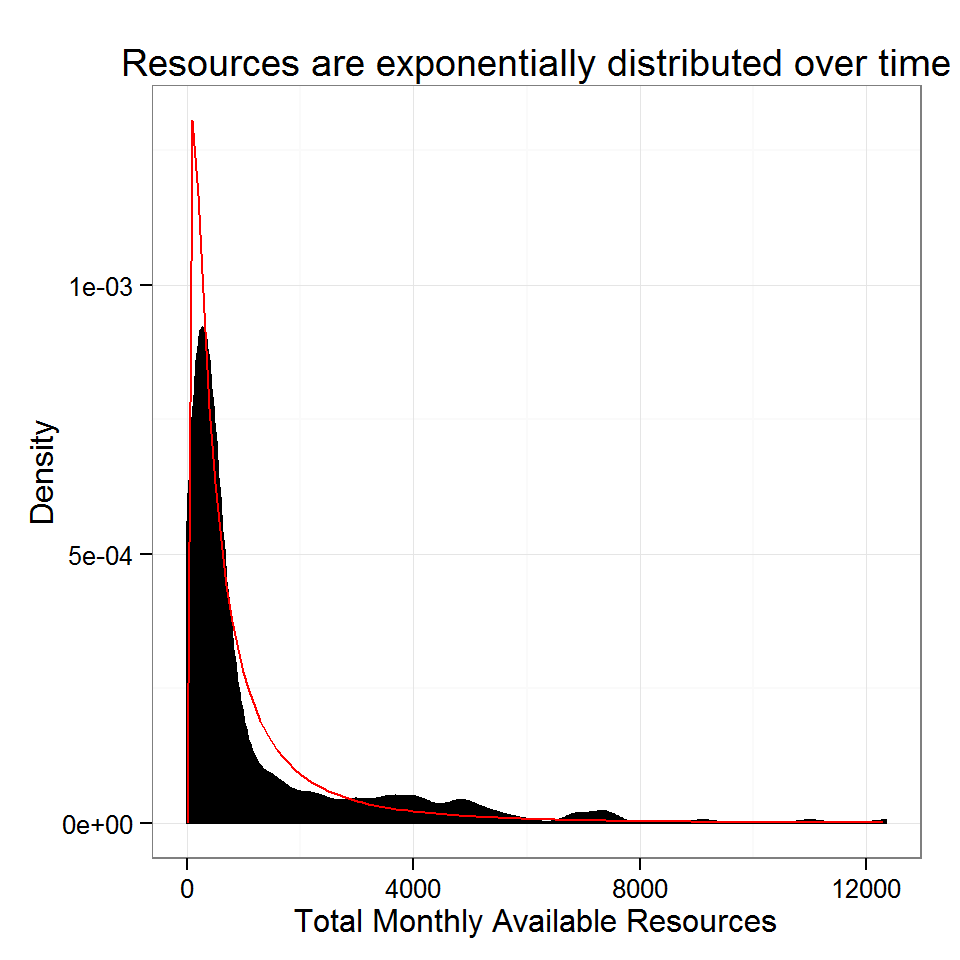 Resources are exponentially distributed over time
1e-03
5e-04
0e+00
Density
0
4000
8000
12000
Total Monthly Available Resources